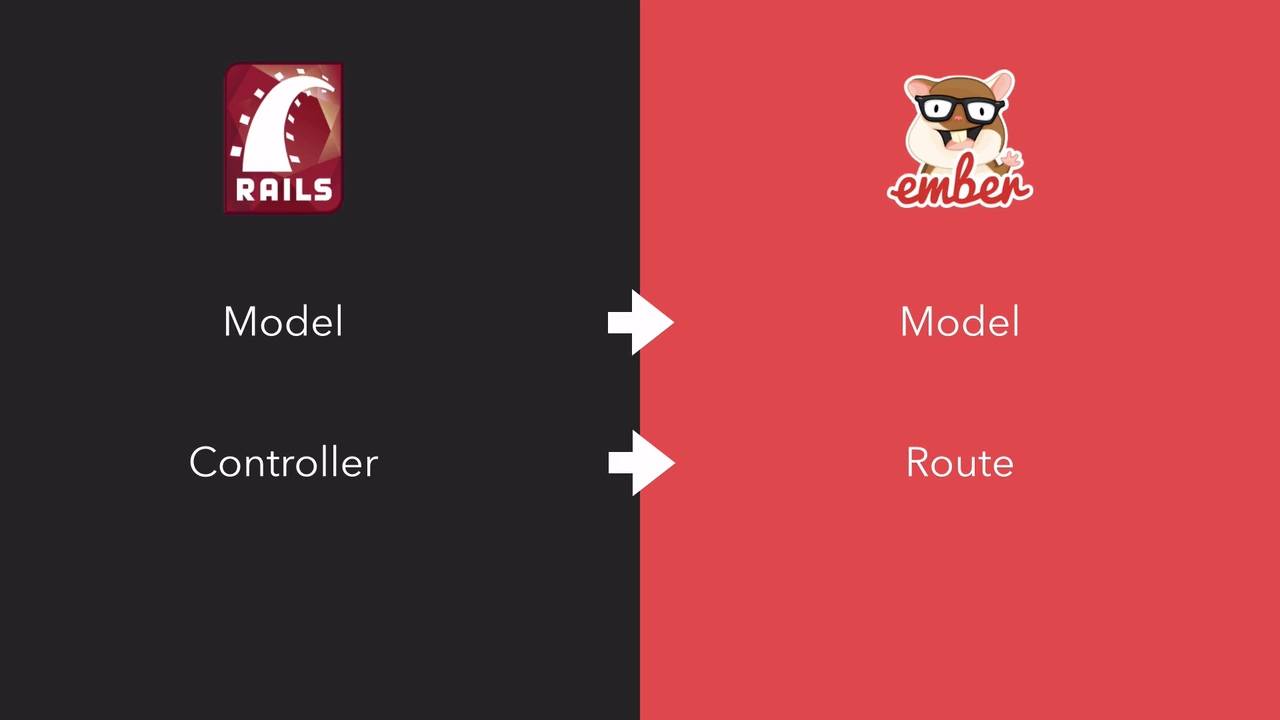 RAILS
ember
Model
Model
Controller
Route